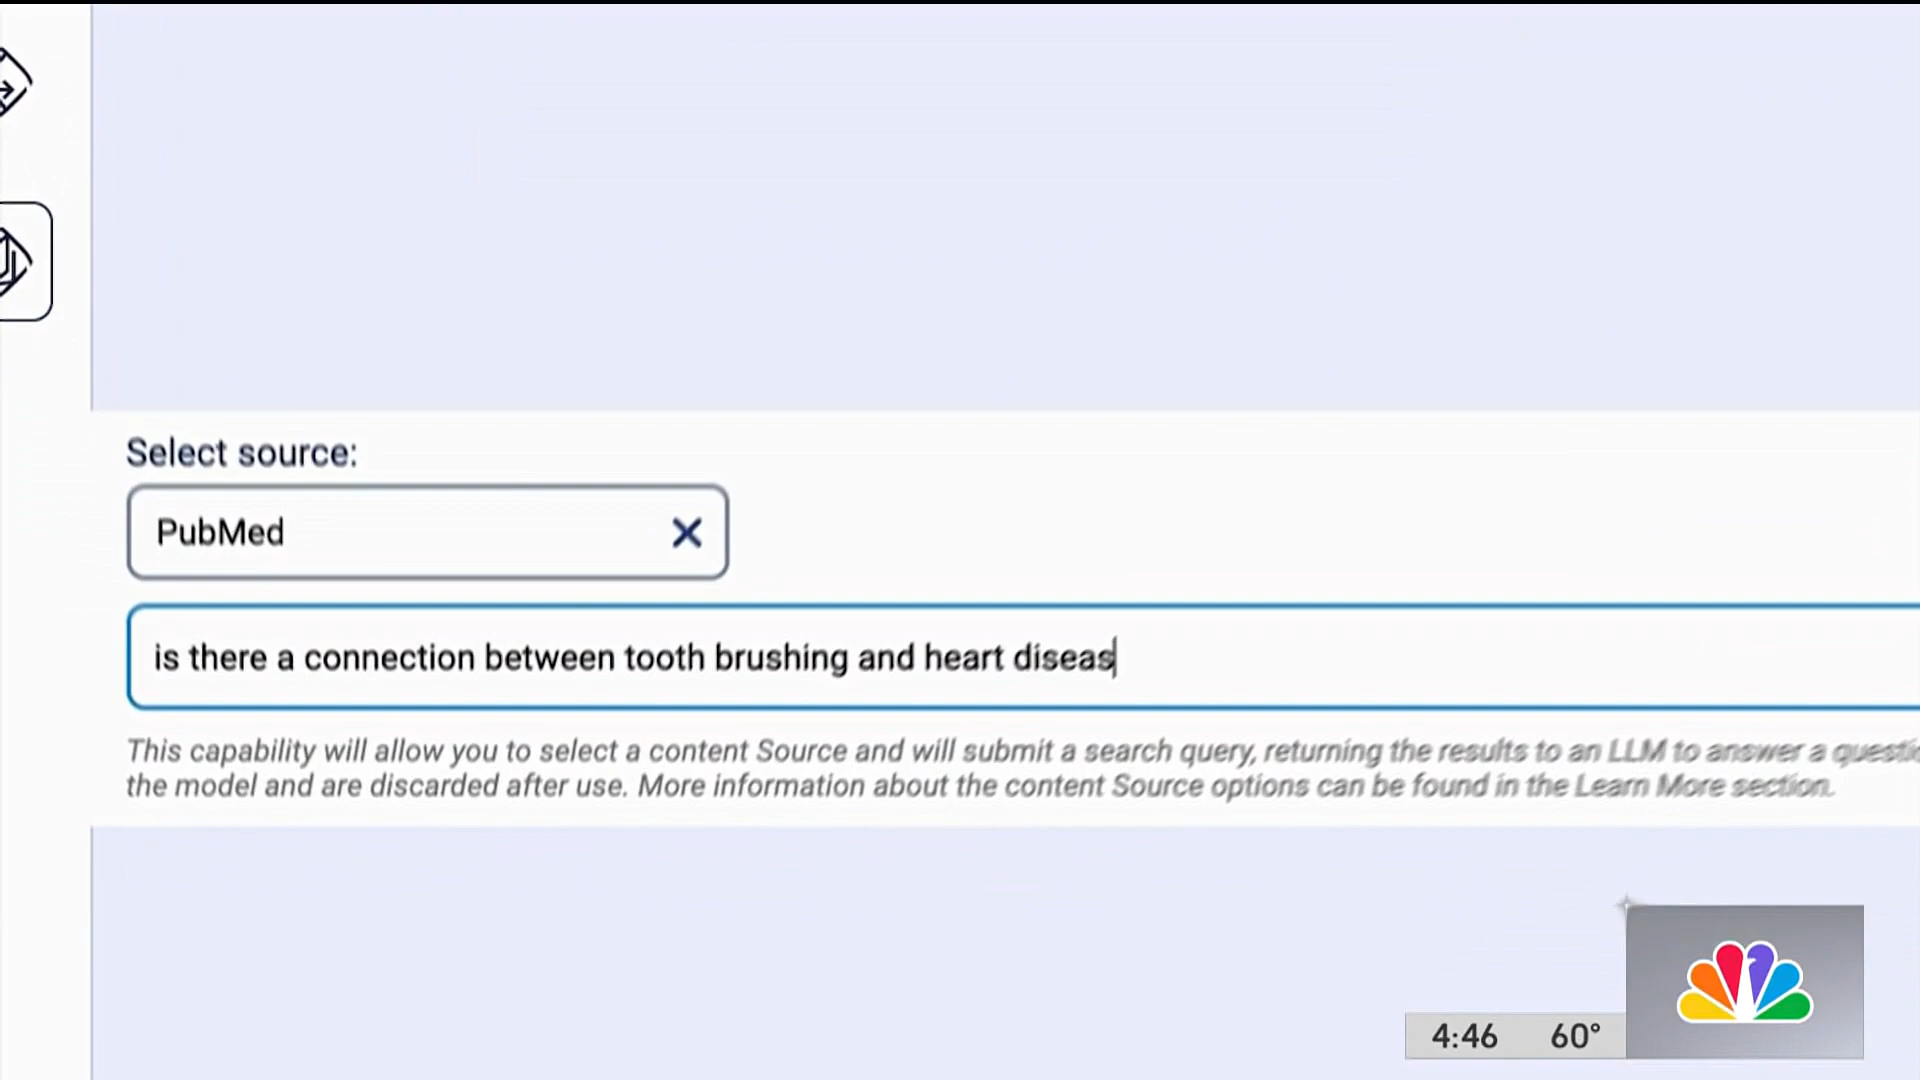 Select source:
PubMed
is there a connection between tooth brushing and heart diseas
This capability will allow you to select a content Source and will submit a search query, returning the results to an LLM to answer a
the model and are discarded after use. More information about the content Source options can be found in the Learn More section.
4:46 60°